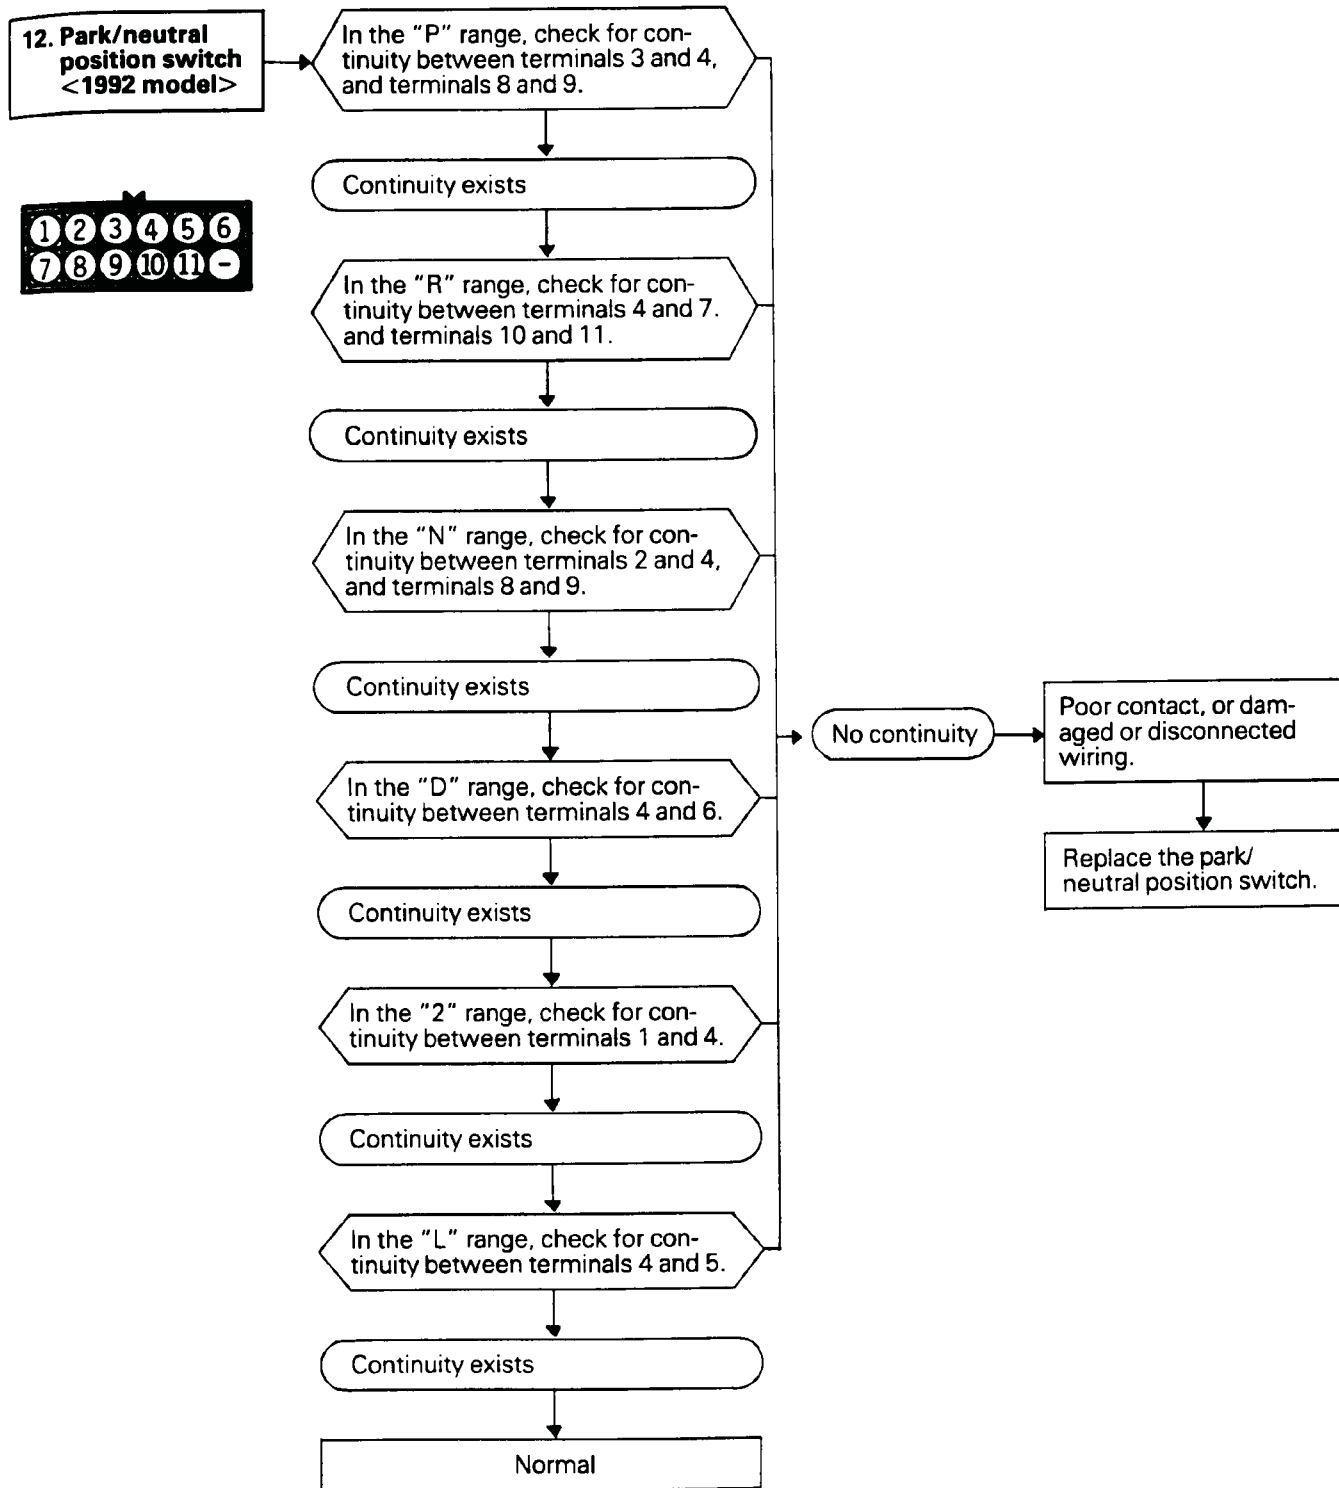 12. Park/neutral
position switch
<1992 model>
In the "P" range, check for con-
tinuity between terminals 3 and 4,
and terminals 8 and 9.
Continuity exists
1 2 3 4 5 6
7 8 9 10 11 -
In the "R" range, check for con-
tinuity between terminals 4 and 7.
and terminals 10 and 11.
Continuity exists
In the "N" range, check for con-
tinuity between terminals 2 and 4,
and terminals 8 and 9.
Continuity exists
In the "D" range, check for con-
tinuity between terminals 4 and 6.
Continuity exists
In the "2" range, check for con-
tinuity between terminals 1 and 4.
Continuity exists
In the "L" range, check for con-
tinuity between terminals 4 and 5.
Continuity exists
Normal
No continuity
Poor contact, or dam-
aged or disconnected
wiring.
Replace the park/
neutral position switch.